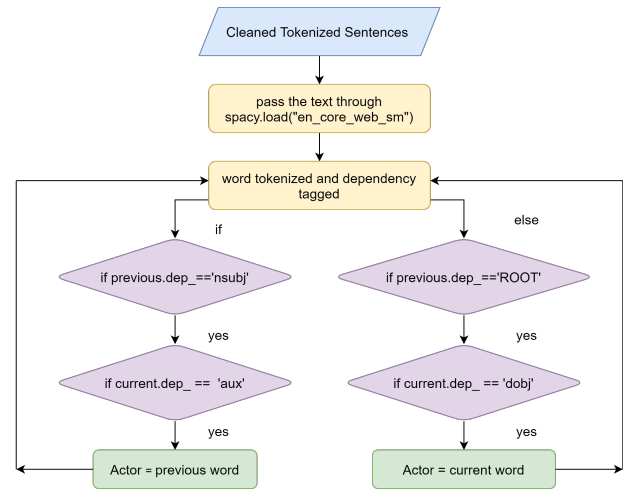 Cleaned Tokenized Sentences
pass the text through
spacy.load("en_core_web_sm")
word tokenized and dependency
tagged
if
else
if previous.dep_=='nsubj'
if previous.dep_=='ROOT'
yes
yes
if current.dep_ == 'aux'
if current.dep_ == 'dobj'
yes
yes
Actor = previous word
Actor = current word